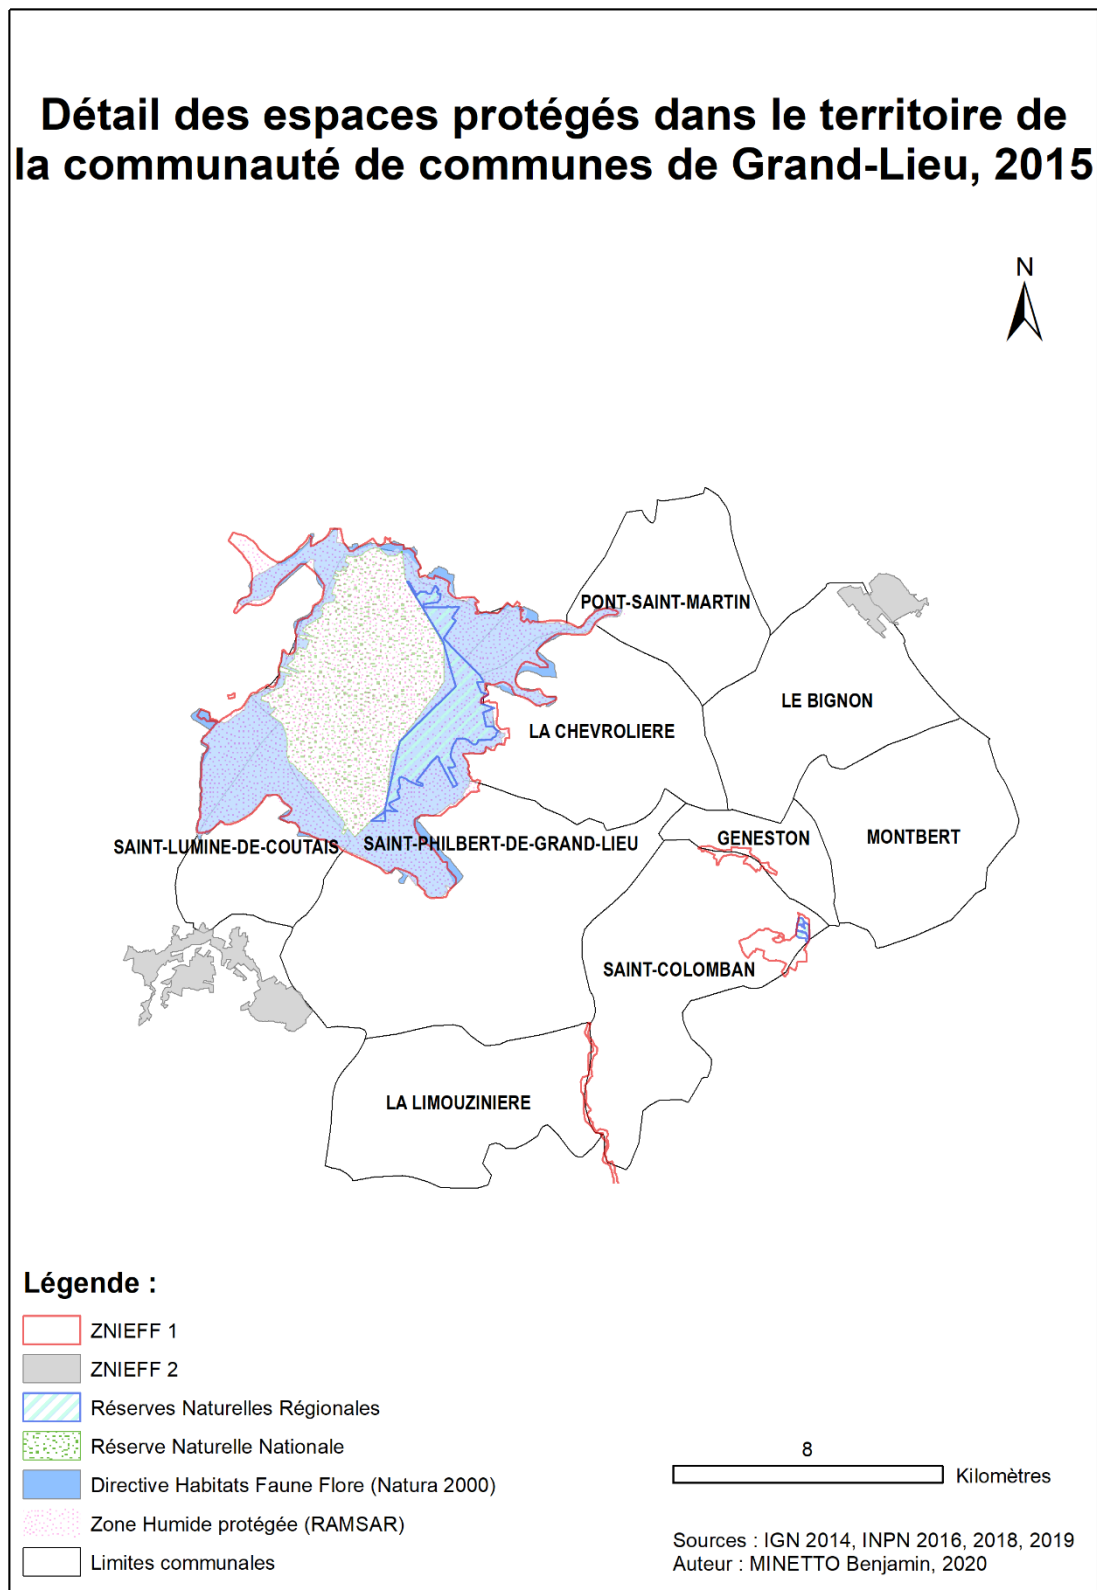 Détail des espaces protégés dans le territoire de
la communauté de communes de Grand-Lieu, 2015
N
PONT-SAINT-MARTIN
LE BIGNON
LA CHEVROLIERE
SAINT-LUMINE-DE-COUTAIS
SAINT-PHILBERT-DE-GRAND-LIEU
GENESTON
MONTBERT
SAINT-COLOMBAN
LA LIMOUZINIERE
Légende :
ZNIEFF 1
ZNIEFF 2
Réserves Naturelles Régionales
Réserve Naturelle Nationale
Directive Habitats Faune Flore (Natura 2000)
Zone Humide protégée (RAMSAR)
Limites communales
8
Kilomètres
Sources : IGN 2014, INPN 2016, 2018, 2019
Auteur : MINETTO Benjamin, 2020